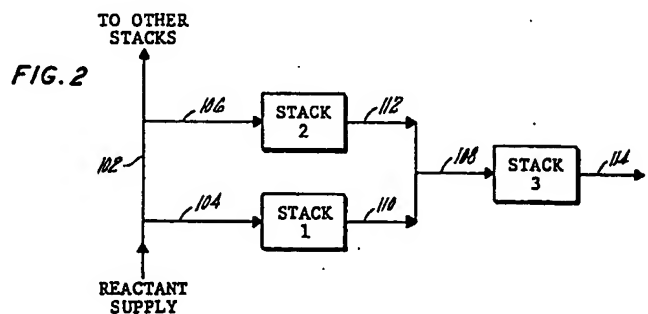 TO OTHER
STACKS
FIG. 2
106
STACK
2
112
102
108
STACK
3
114
104
STACK
1
110
REACTANT
SUPPLY